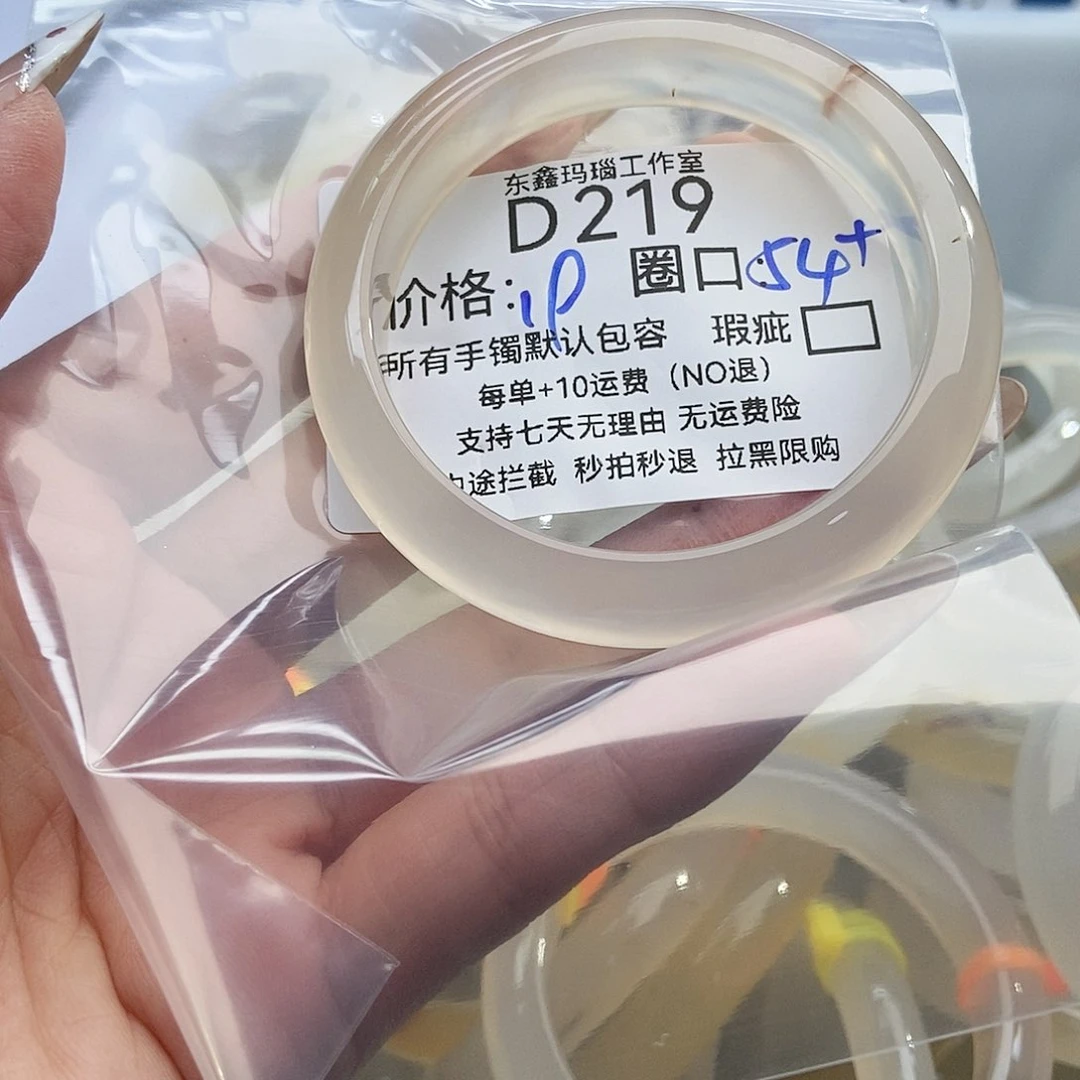 东鑫玛瑙工作室
D219
价格: 圈口:54+
所有手镯默认包容 瑕疵
每单+10运费（NO退）
支持七天无理由 无运费险
中途拦截 秒拍秒退 拉黑限购